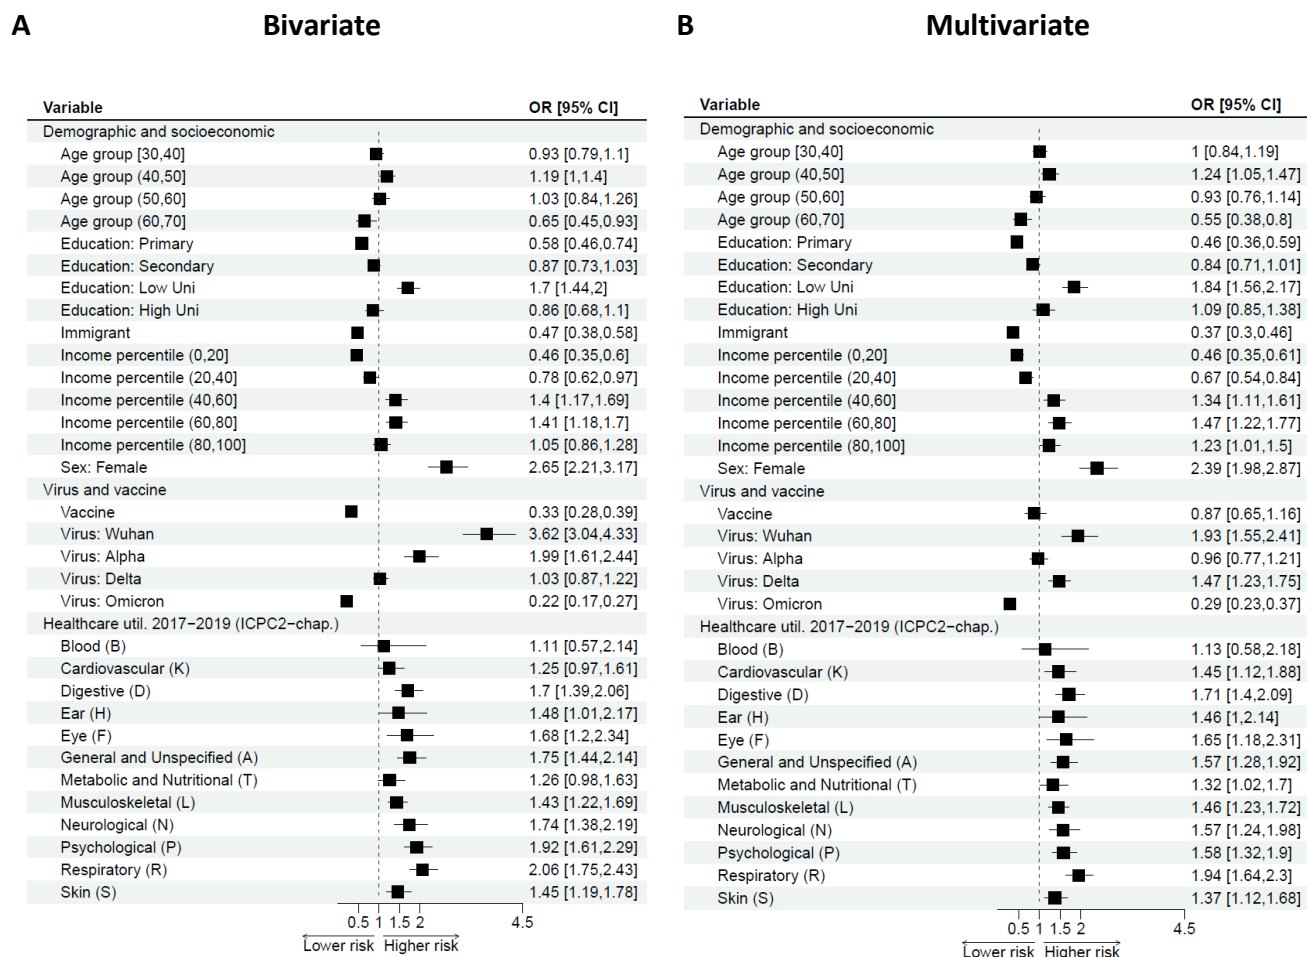 A Bivariate
Variable OR [95% CI]
Demographic and socioeconomic
Age group [30,40] 0.93 [0.79,1.1]
Age group (40,50] 1.19 [1,1.4]
Age group (50,60] 1.03 [0.84,1.26]
Age group (60,70] 0.65 [0.45,0.93]
Education: Primary 0.58 [0.46,0.74]
Education: Secondary 0.87 [0.73,1.03]
Education: Low Uni 1.7 [1.44,2]
Education: High Uni 0.86 [0.68,1.1]
Immigrant 0.47 [0.38,0.58]
Income percentile (0,20] 0.46 [0.35,0.6]
Income percentile (20,40] 0.78 [0.62,0.97]
Income percentile (40,60] 1.4 [1.17,1.69]
Income percentile (60,80] 1.41 [1.18,1.7]
Income percentile (80,100] 1.05 [0.86,1.28]
Sex: Female 2.65 [2.21,3.17]
Virus and vaccine
Vaccine 0.33 [0.28,0.39]
Virus: Wuhan 3.62 [3.04,4.33]
Virus: Alpha 1.99 [1.61,2.44]
Virus: Delta 1.03 [0.87,1.22]
Virus: Omicron 0.22 [0.17,0.27]
Healthcare util. 2017−2019 (ICPC2−chap.)
Blood (B) 1.11 [0.57,2.14]
Cardiovascular (K) 1.25 [0.97,1.61]
Digestive (D) 1.7 [1.39,2.06]
Ear (H) 1.48 [1.01,2.17]
Eye (F) 1.68 [1.2,2.34]
General and Unspecified (A) 1.75 [1.44,2.14]
Metabolic and Nutritional (T) 1.26 [0.98,1.63]
Musculoskeletal (L) 1.43 [1.22,1.69]
Neurological (N) 1.74 [1.38,2.19]
Psychological (P) 1.92 [1.61,2.29]
Respiratory (R) 2.06 [1.75,2.43]
Skin (S) 1.45 [1.19,1.78]
0.5 1 1.5 2 4.5
Lower risk Higher risk
B Multivariate
Variable OR [95% CI]
Demographic and socioeconomic
Age group [30,40] 1 [0.84,1.19]
Age group (40,50] 1.24 [1.05,1.47]
Age group (50,60] 0.93 [0.76,1.14]
Age group (60,70] 0.55 [0.38,0.8]
Education: Primary 0.46 [0.36,0.59]
Education: Secondary 0.84 [0.71,1.01]
Education: Low Uni 1.84 [1.56,2.17]
Education: High Uni 1.09 [0.85,1.38]
Immigrant 0.37 [0.3,0.46]
Income percentile (0,20] 0.46 [0.35,0.61]
Income percentile (20,40] 0.67 [0.54,0.84]
Income percentile (40,60] 1.34 [1.11,1.61]
Income percentile (60,80] 1.47 [1.22,1.77]
Income percentile (80,100] 1.23 [1.01,1.5]
Sex: Female 2.39 [1.98,2.87]
Virus and vaccine
Vaccine 0.87 [0.65,1.16]
Virus: Wuhan 1.93 [1.55,2.41]
Virus: Alpha 0.96 [0.77,1.21]
Virus: Delta 1.47 [1.23,1.75]
Virus: Omicron 0.29 [0.23,0.37]
Healthcare util. 2017−2019 (ICPC2−chap.)
Blood (B) 1.13 [0.58,2.18]
Cardiovascular (K) 1.45 [1.12,1.88]
Digestive (D) 1.71 [1.4,2.09]
Ear (H) 1.46 [1,2.14]
Eye (F) 1.65 [1.18,2.31]
General and Unspecified (A) 1.57 [1.28,1.92]
Metabolic and Nutritional (T) 1.32 [1.02,1.7]
Musculoskeletal (L) 1.46 [1.23,1.72]
Neurological (N) 1.57 [1.24,1.98]
Psychological (P) 1.58 [1.32,1.9]
Respiratory (R) 1.94 [1.64,2.3]
Skin (S) 1.37 [1.12,1.68]
0.5 1 1.5 2 4.5
Lower risk Higher risk